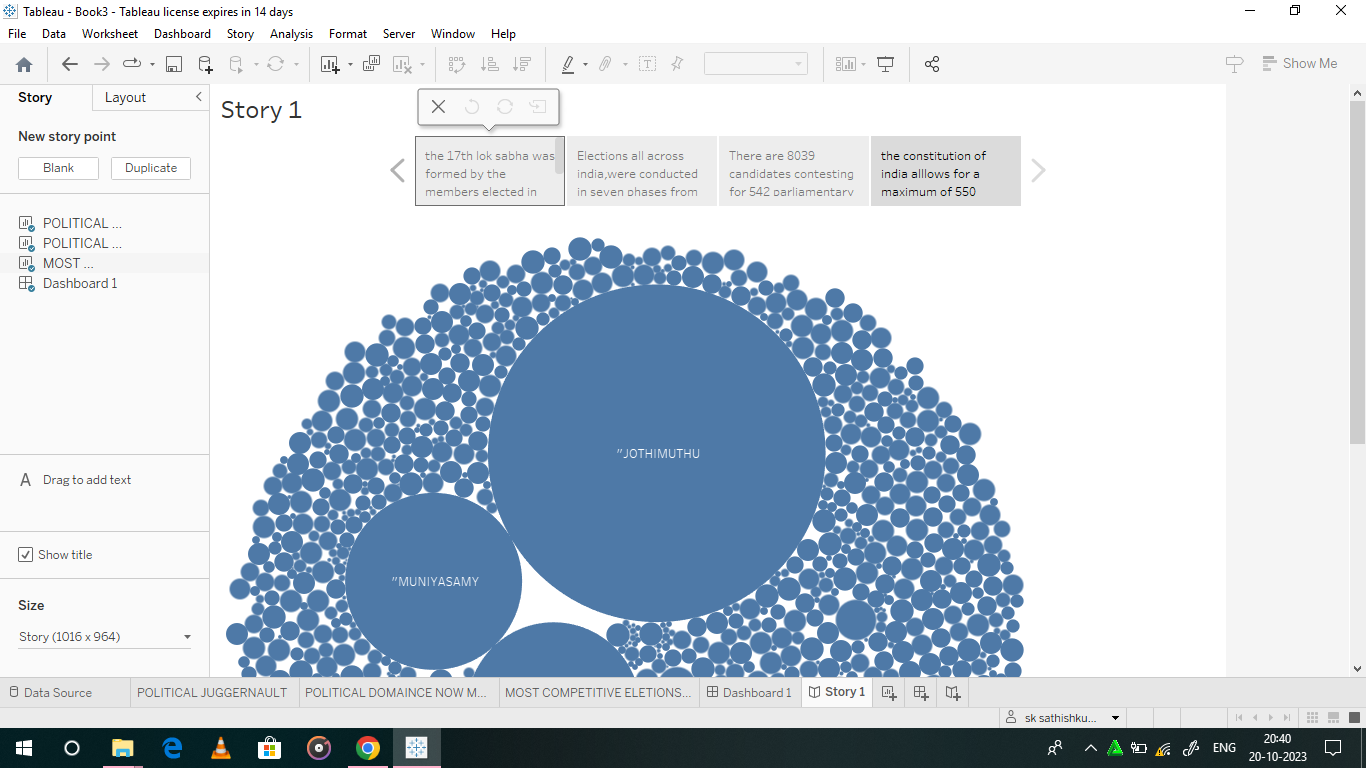 Tableau - Book3 - Tableau license expires in 14 days
File Data Worksheet Dashboard Story Analysis Format Server Window Help
Show Me
Story Layout
New story point
Blank Duplicate
POLITICAL ...
POLITICAL ...
MOST ...
Dashboard 1
A Drag to add text
Show title
Size
Story (1016 x 964)
Story 1
the 17th lok sabha was
formed by the
members elected in
Elections all across
india,were conducted
in seven phases from
There are 8039
candidates contesting
for 542 parliamentary
the constitution of
india alllows for a
maximum of 550
"JOTHIMUTHU
"MUNIYASAMY
Data Source POLITICAL JUGGERNAULT POLITICAL DOMAINCE NOW M... MOST COMPETITIVE ELETIONS... Dashboard 1 Story 1
sk sathishku...
ENG
20:40
20-10-2023